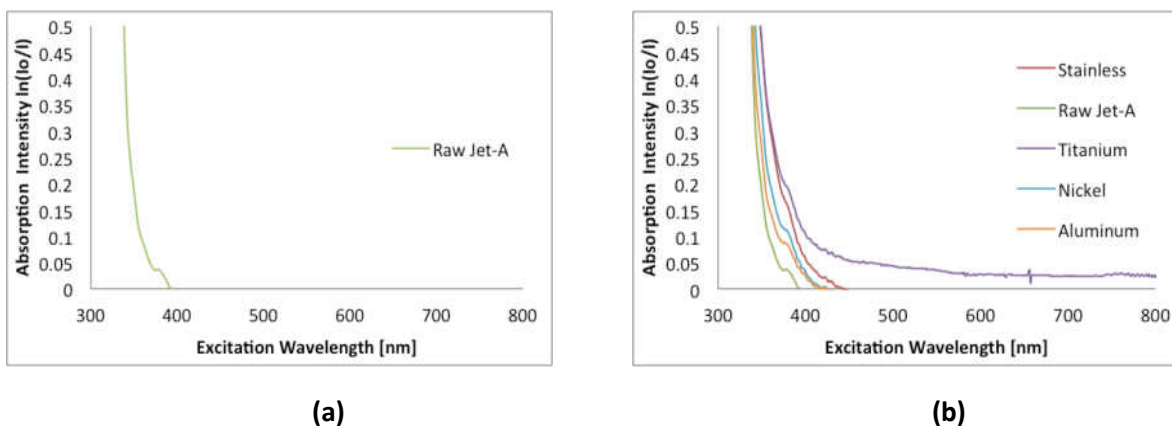 0.5
0.45
0.4
0.35
0.3
0.25
0.2
0.15
0.1
0.05
0
Absorption Intensity ln(Io/I)
Raw Jet-A
300 400 500 600 700 800
Excitation Wavelength [nm]
(a)
0.5
0.45
0.4
0.35
0.3
0.25
0.2
0.15
0.1
0.05
0
Absorption Intensity ln(Io/I)
Stainless
Raw Jet-A
Titanium
Nickel
Aluminum
300 400 500 600 700 800
Excitation Wavelength [nm]
(b)